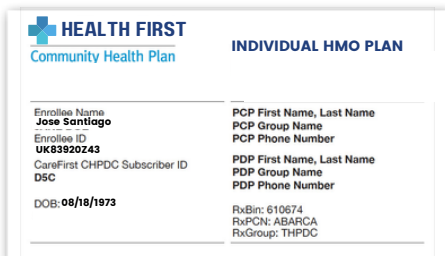 HEALTH FIRST
Community Health Plan
INDIVIDUAL HMO PLAN
Enrollee Name
Jose Santiago
Enrollee ID
UK83920Z43
CareFirst CHPDC Subscriber ID
D5C
DOB: 08/18/1973
PCP First Name, Last Name
PCP Group Name
PCP Phone Number
PDP First Name, Last Name
PDP Group Name
PDP Phone Number
RxBin: 610674
RxPCN: ABARCA
RxGroup: THPDC